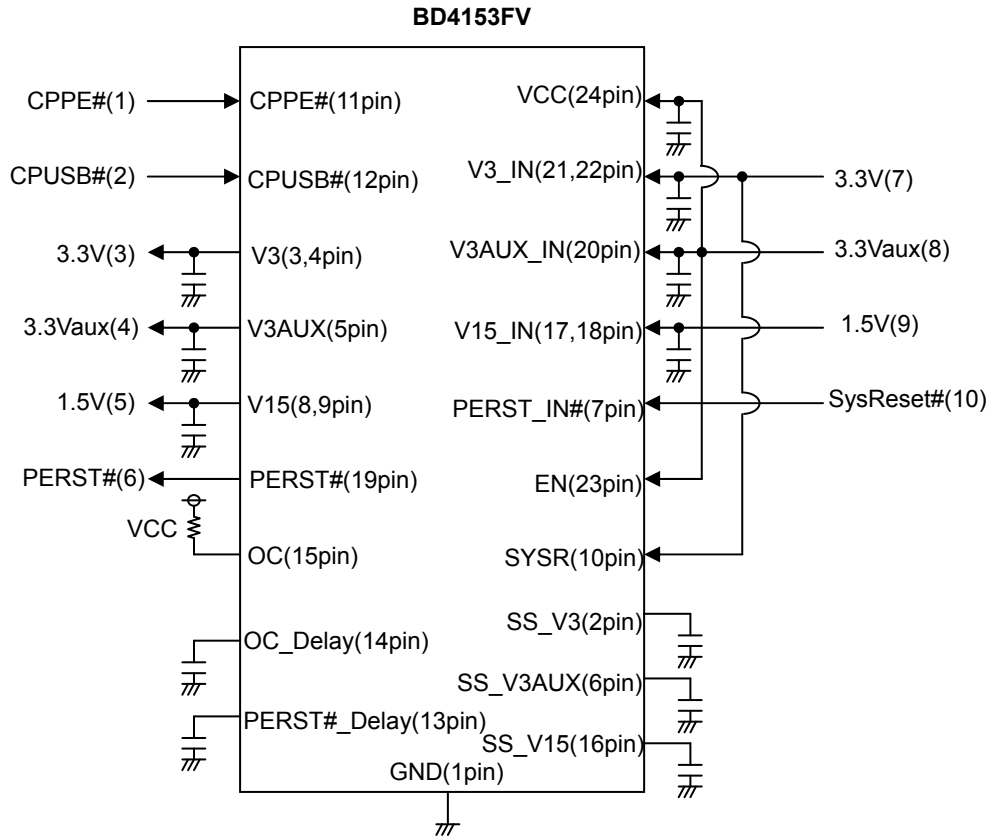 BD4153FV
CPPE#(1)
CPPE#(11pin)
VCC(24pin)
CPUSB#(2)
CPUSB#(12pin)
V3_IN(21,22pin)
3.3V(7)
3.3V(3)
V3(3,4pin)
V3AUX_IN(20pin)
3.3Vaux(8)
3.3Vaux(4)
V3AUX(5pin)
V15_IN(17,18pin)
1.5V(9)
1.5V(5)
V15(8,9pin)
PERST_IN#(7pin)
SysReset#(10)
PERST#(6)
PERST#(19pin)
EN(23pin)
VCC
OC(15pin)
SYSR(10pin)
SS_V3(2pin)
OC_Delay(14pin)
SS_V3AUX(6pin)
PERST#_Delay(13pin)
SS_V15(16pin)
GND(1pin)